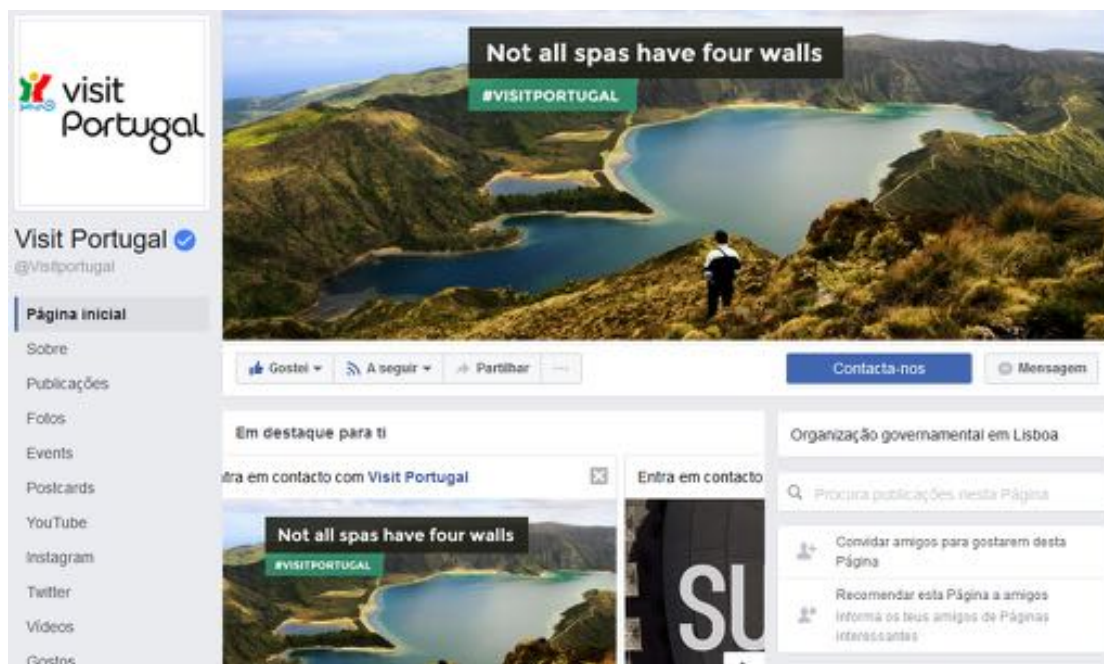 visit
Portugal
Not all spas have four walls
#VISITPORTUGAL
Visit Portugal
@Visitportugal
Página inicial
Sobre
Publicações
Fotos
Events
Postcards
YouTube
Instagram
Twitter
Vídeos
Gostos
Gostei
A seguir
Partilhar
Contacta-nos
Mensagem
Em destaque para ti
ntra em contacto com Visit Portugal
Not all spas have four walls
#VISITPORTUGAL
Entra em contacto
SU
Organização governamental em Lisboa
Procura publicações nesta Página
Convidar amigos para gostarem desta
Página
Recomendar esta Página a amigos
Informa os teus amigos de Páginas
interessantes